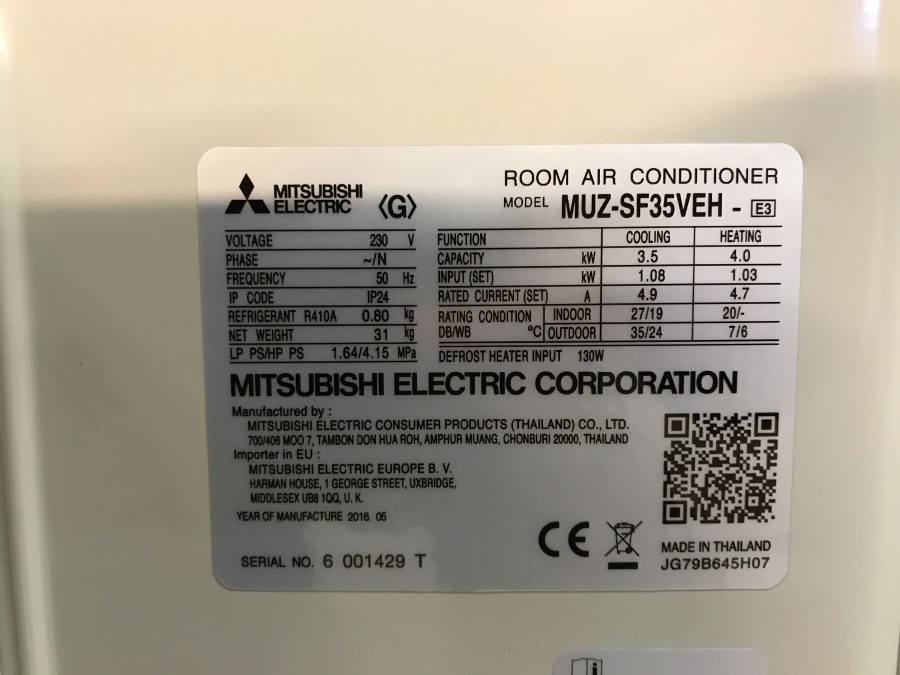 MITSUBISHI
ELECTRIC
〈G〉
ROOM AIR CONDITIONER
MODEL MUZ-SF35VEH - E3
VOLTAGE 230 V
PHASE ~/N
FREQUENCY 50 Hz
IP CODE IP24
REFRIGERANT R410A 0.80 kg
NET WEIGHT 31 kg
LP PS/HP PS 1.64/4.15 MPa
FUNCTION COOLING HEATING
CAPACITY kW 3.5 4.0
INPUT (SET) kW 1.08 1.03
RATED CURRENT (SET) A 4.9 4.7
RATING CONDITION INDOOR 27/19 20/-
DB/WB °C OUTDOOR 35/24 7/6
DEFROST HEATER INPUT 130W
MITSUBISHI ELECTRIC CORPORATION
Manufactured by :
MITSUBISHI ELECTRIC CONSUMER PRODUCTS (THAILAND) CO., LTD.
700/406 MOO 7, TAMBON DON HUA ROH, AMPHUR MUANG, CHONBURI 20000, THAILAND
Importer in EU :
MITSUBISHI ELECTRIC EUROPE B. V.
HARMAN HOUSE, 1 GEORGE STREET, UXBRIDGE,
MIDDLESEX UB8 1QQ, U. K.
YEAR OF MANUFACTURE 2016. 05
SERIAL NO. 6 001429 T
CE
MADE IN THAILAND
JG79B645H07